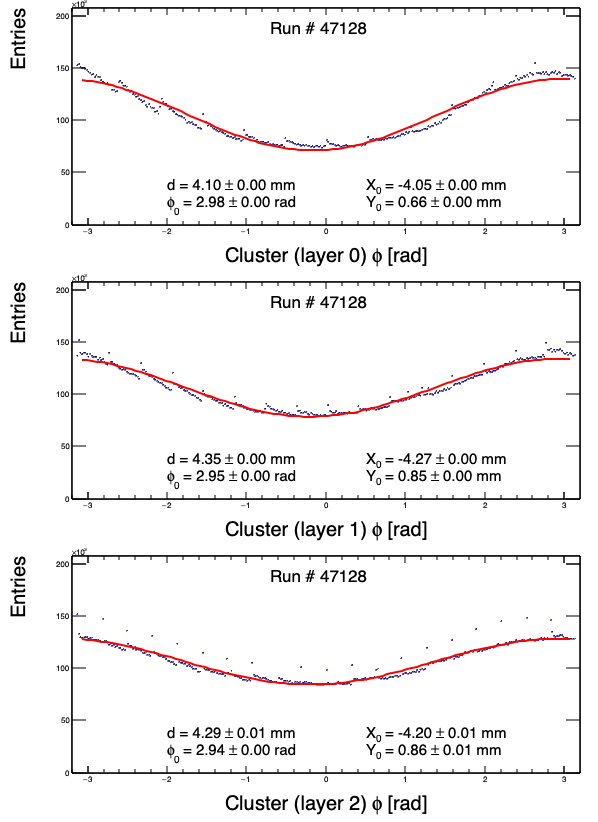 ×10²
200
150
100
50
0
Entries
Run # 47128
d = 4.10 ± 0.00 mm
X₀ = -4.05 ± 0.00 mm
ϕ₀ = 2.98 ± 0.00 rad
Y₀ = 0.66 ± 0.00 mm
−3 −2 −1 0 1 2 3
Cluster (layer 0) ϕ [rad]
×10²
200
150
100
50
0
Entries
Run # 47128
d = 4.35 ± 0.00 mm
X₀ = -4.27 ± 0.00 mm
ϕ₀ = 2.95 ± 0.00 rad
Y₀ = 0.85 ± 0.00 mm
−3 −2 −1 0 1 2 3
Cluster (layer 1) ϕ [rad]
×10²
200
150
100
50
0
Entries
Run # 47128
d = 4.29 ± 0.01 mm
X₀ = -4.20 ± 0.01 mm
ϕ₀ = 2.94 ± 0.00 rad
Y₀ = 0.86 ± 0.01 mm
−3 −2 −1 0 1 2 3
Cluster (layer 2) ϕ [rad]